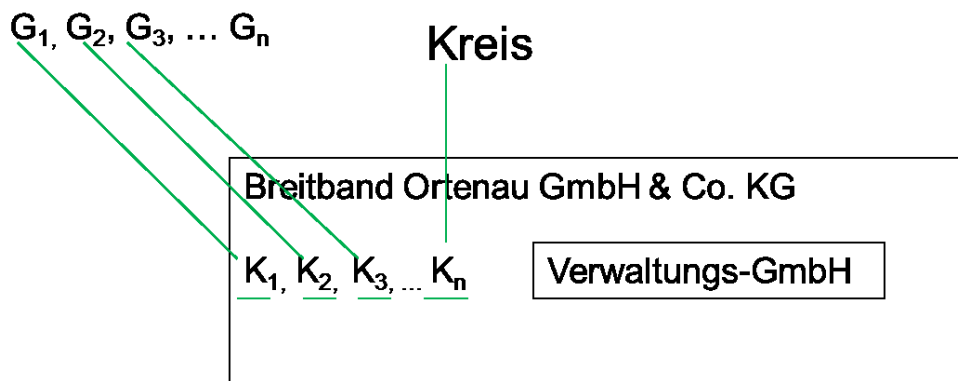 G₁, G₂, G₃, ... Gₙ
Kreis
Breitband Ortenau GmbH & Co. KG
K₁, K₂, K₃, ... Kₙ
Verwaltungs-GmbH